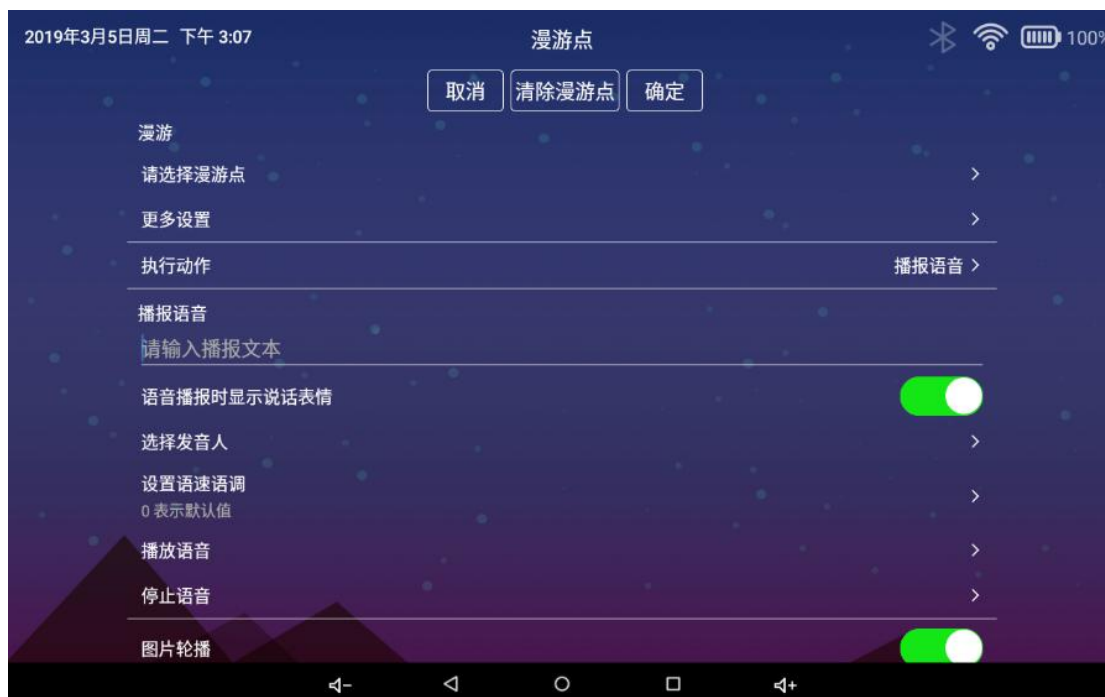 2019年3月5日周二 下午 3:07 漫游点 100%
取消 清除漫游点 确定
漫游
请选择漫游点
更多设置
执行动作 播报语音
播报语音
请输入播报文本
语音播报时显示说话表情
选择发音人
设置语速语调
0 表示默认值
播放语音
停止语音
图片轮播